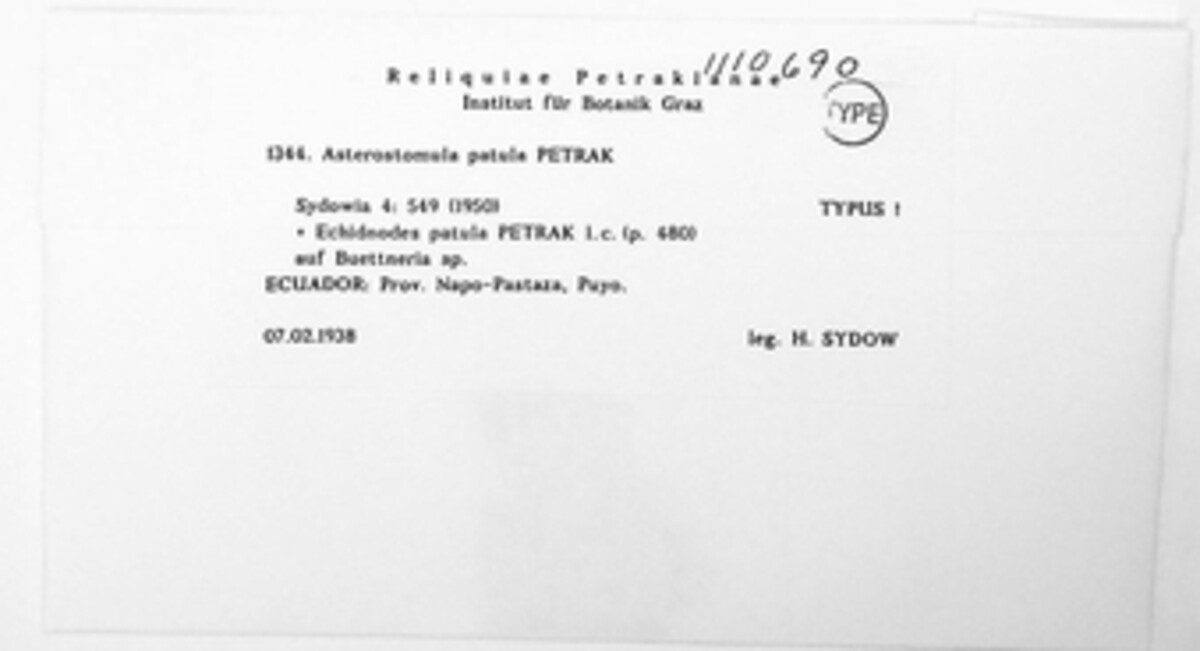 1110690
Reliquiae Petrakianae
Institut für Botanik Graz
TYPE
1344. Asterostomula patula PETRAK
Sydowia 4: 549 (1950)
TYPUS !
• Echidnodes patula PETRAK l.c. (p. 480)
auf Buettneria sp.
ECUADOR: Prov. Napo-Pastaza, Puyo.
07.02.1938
leg. H. SYDOW